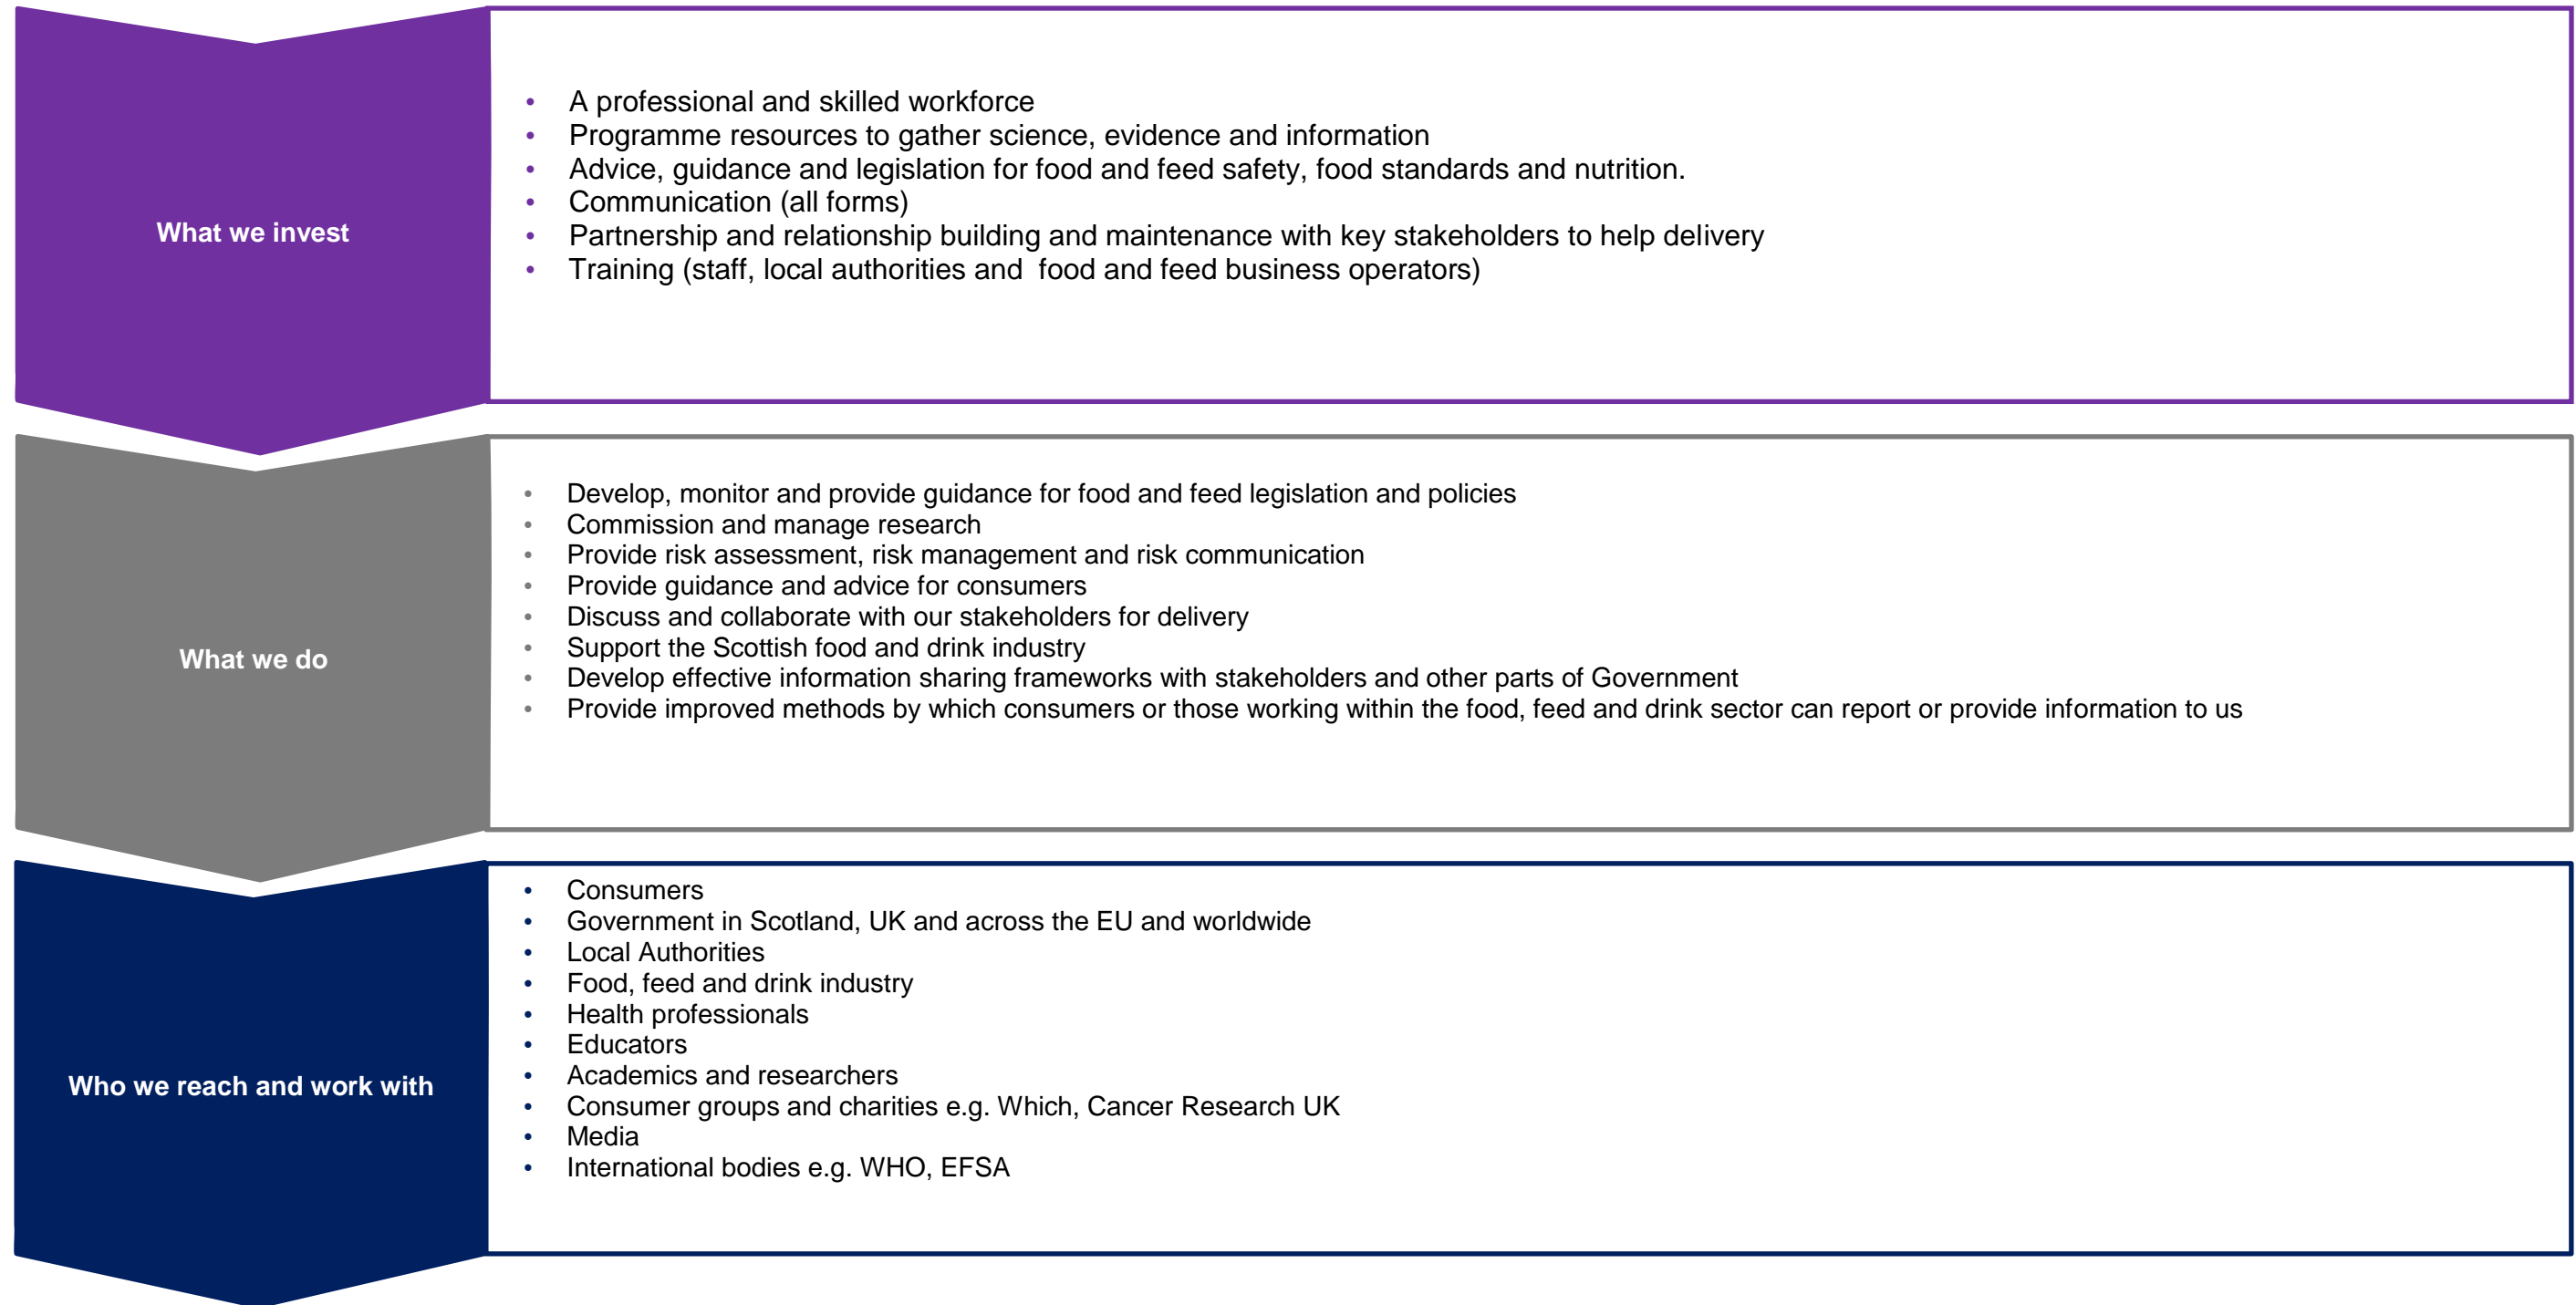 What we invest
• A professional and skilled workforce
• Programme resources to gather science, evidence and information
• Advice, guidance and legislation for food and feed safety, food standards and nutrition.
• Communication (all forms)
• Partnership and relationship building and maintenance with key stakeholders to help delivery
• Training (staff, local authorities and  food and feed business operators)
What we do
• Develop, monitor and provide guidance for food and feed legislation and policies
• Commission and manage research
• Provide risk assessment, risk management and risk communication
• Provide guidance and advice for consumers
• Discuss and collaborate with our stakeholders for delivery
• Support the Scottish food and drink industry
• Develop effective information sharing frameworks with stakeholders and other parts of Government
• Provide improved methods by which consumers or those working within the food, feed and drink sector can report or provide information to us
Who we reach and work with
• Consumers
• Government in Scotland, UK and across the EU and worldwide
• Local Authorities
• Food, feed and drink industry
• Health professionals
• Educators
• Academics and researchers
• Consumer groups and charities e.g. Which, Cancer Research UK
• Media
• International bodies e.g. WHO, EFSA